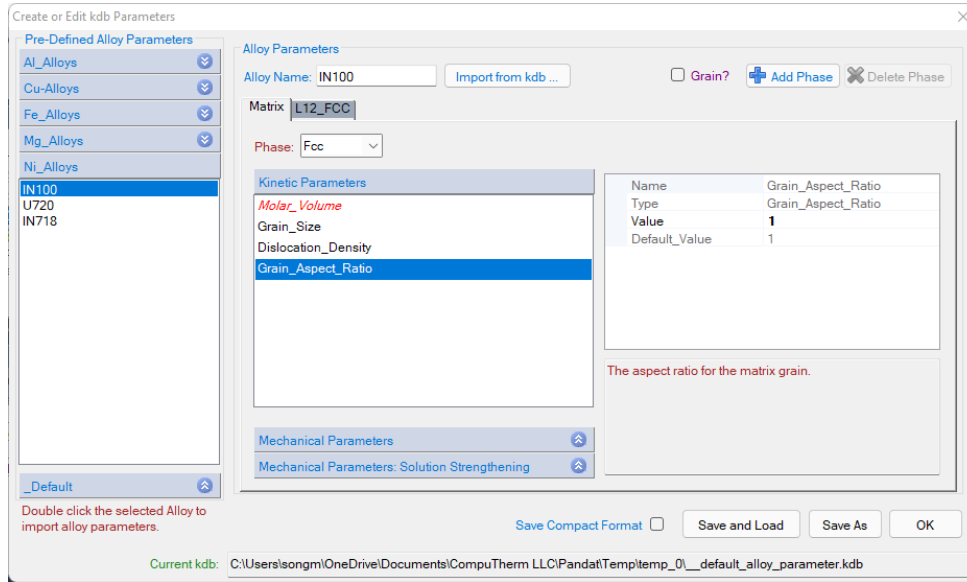 Create or Edit kdb Parameters
Pre-Defined Alloy Parameters
Al_Alloys
Cu-Alloys
Fe_Alloys
Mg_Alloys
Ni_Alloys
IN100
U720
IN718
_Default
Double click the selected Alloy to
import alloy parameters.
Alloy Parameters
Alloy Name: IN100 Import from kdb ... Grain? Add Phase Delete Phase
Matrix L12_FCC
Phase: Fcc
Kinetic Parameters
Molar_Volume
Grain_Size
Dislocation_Density
Grain_Aspect_Ratio
Mechanical Parameters
Mechanical Parameters: Solution Strengthening
Name Grain_Aspect_Ratio
Type Grain_Aspect_Ratio
Value 1
Default_Value 1
The aspect ratio for the matrix grain.
Save Compact Format Save and Load Save As OK
Current kdb: C:\Users\songm\OneDrive\Documents\CompuTherm LLC\Pandat\Temp\temp_0\__default_alloy_parameter.kdb